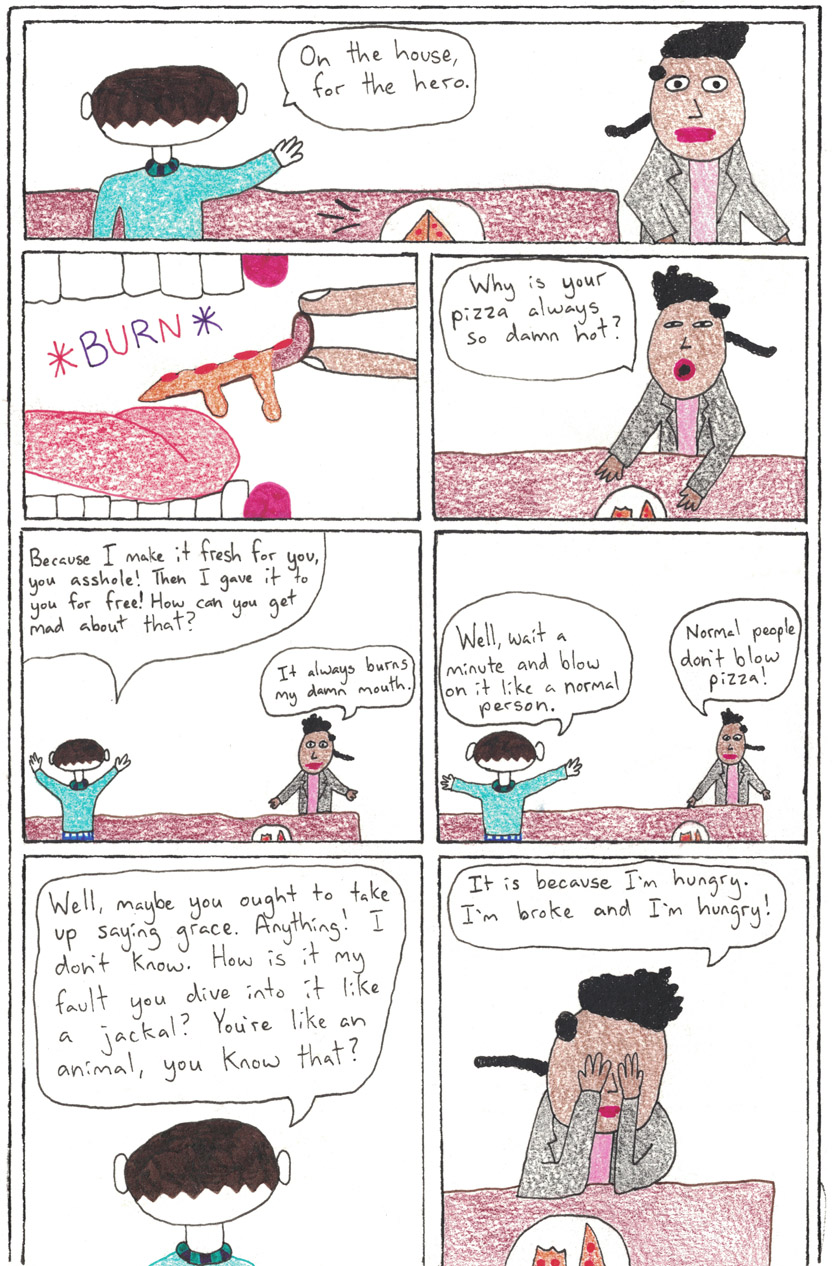 On the house,
for the hero.
*BURN*
Why is your
pizza always
so damn hot?
Because I make it fresh for you,
you asshole! Then I gave it to
you for free! How can you get
mad about that?
It always burns
my damn mouth.
Well, wait a
minute and blow
on it like a normal
person.
Normal people
don't blow
pizza!
Well, maybe you ought to take
up saying grace. Anything! I
don't know. How is it my
fault you dive into it like
a jackal? You're like an
animal, you know that?
It is because I'm hungry.
I'm broke and I'm hungry!